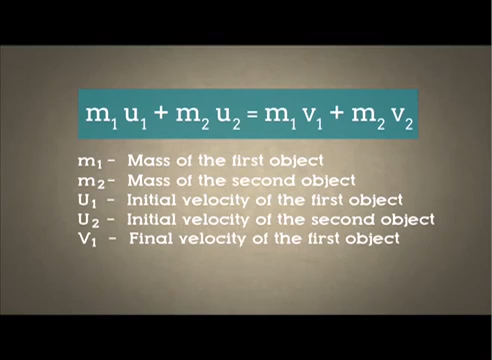 m₁ u₁ + m₂ u₂ = m₁ v₁ + m₂ v₂
m₁ – Mass of the first object
m₂ – Mass of the second object
U₁ – Initial velocity of the first object
U₂ – Initial velocity of the second object
V₁ – Final velocity of the first object